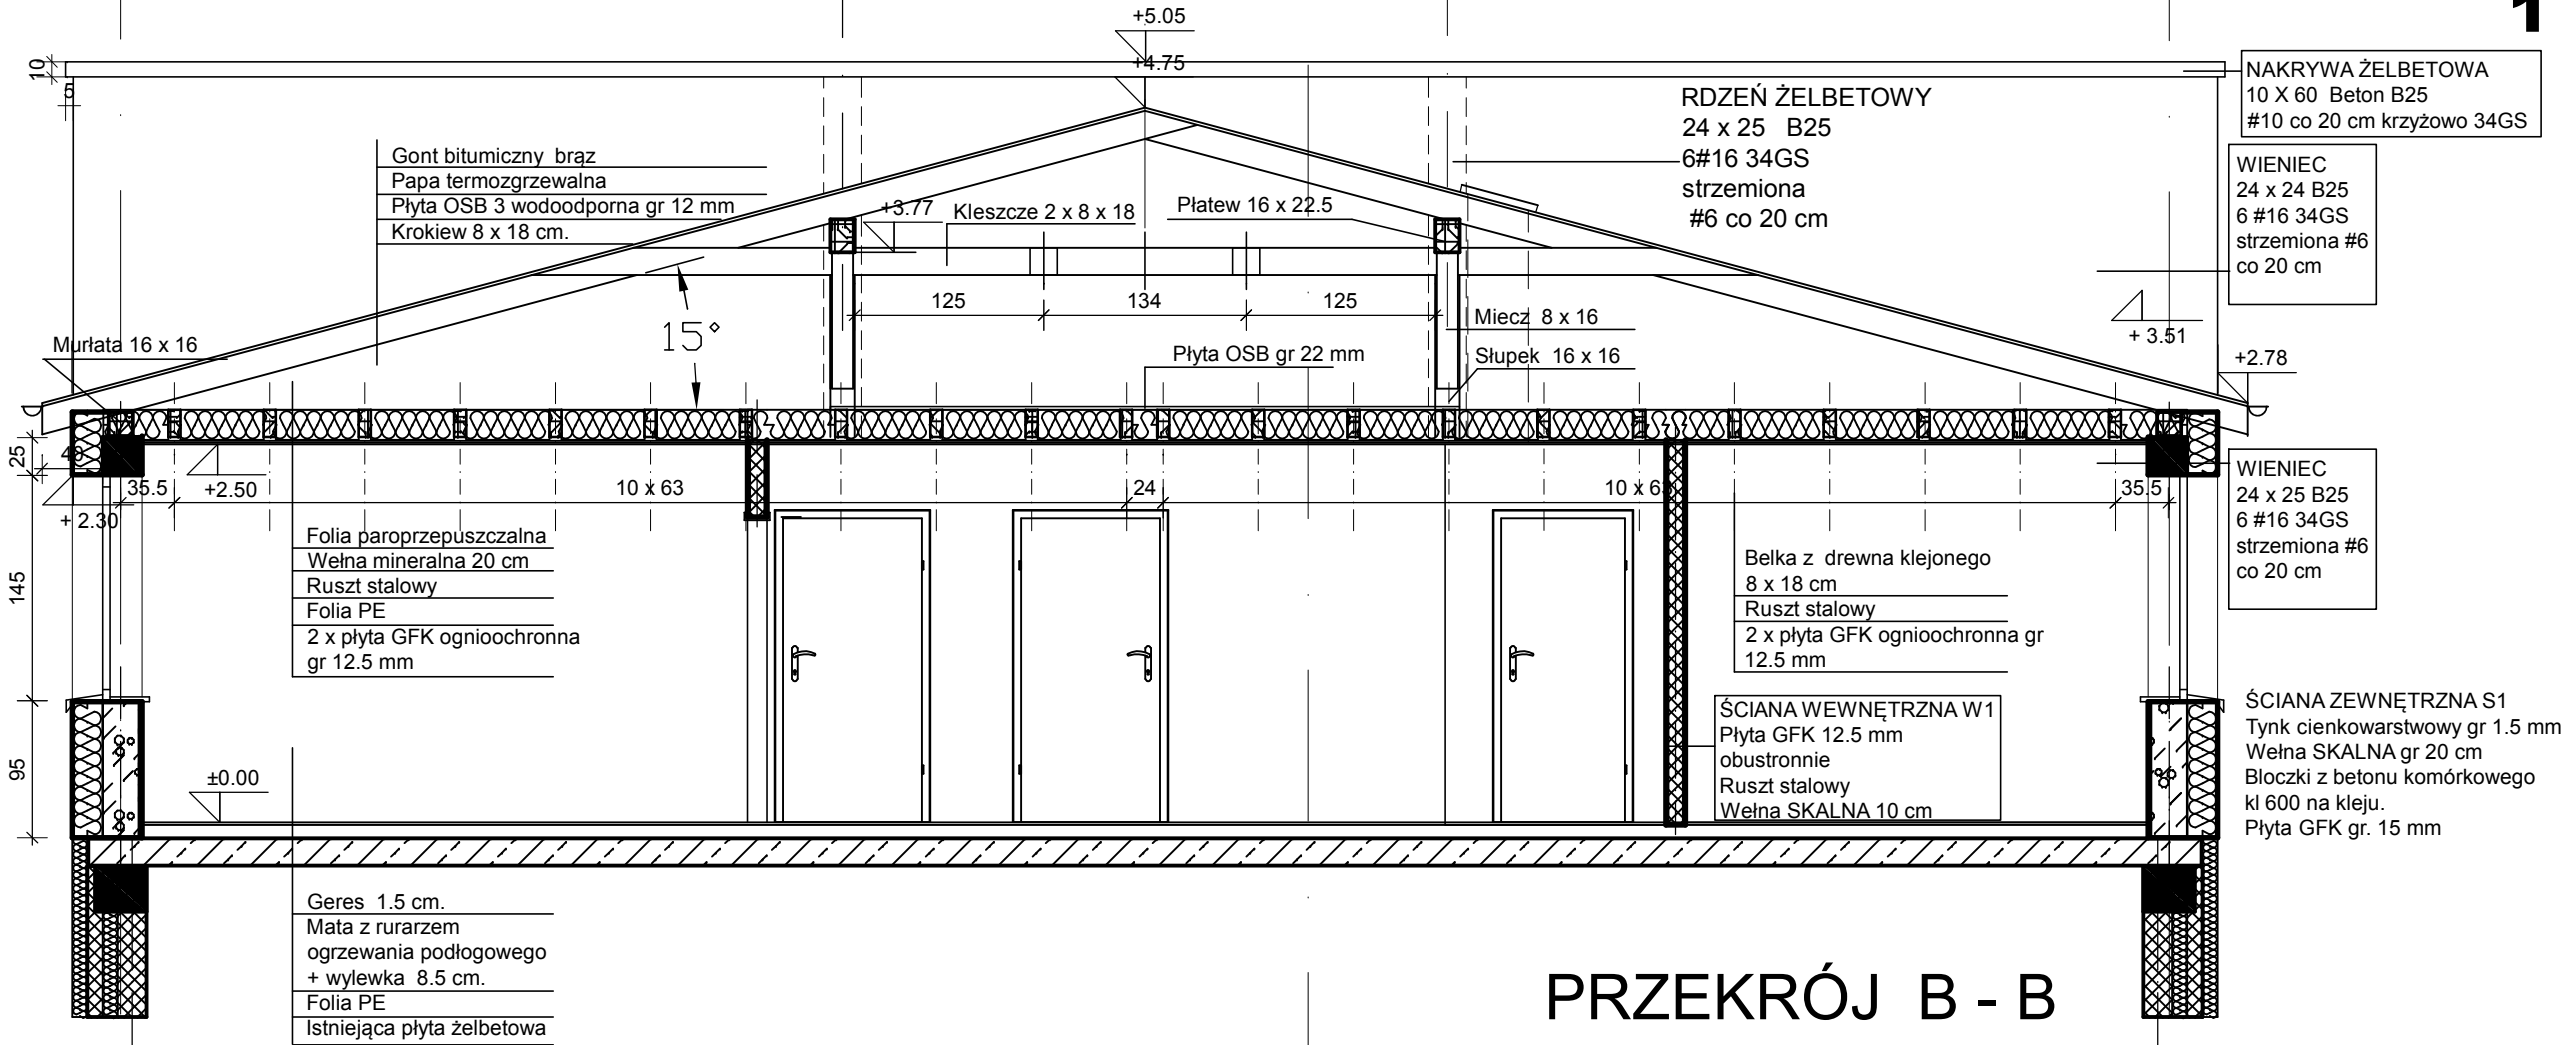 1
+5.05
+4.75
10
5
NAKRYWA ŻELBETOWA
10 X 60 Beton B25
#10 co 20 cm krzyżowo 34GS
RDZEŃ ŻELBETOWY
24 x 25 B25
6#16 34GS
strzemiona
#6 co 20 cm
WIENIEC
24 x 24 B25
6 #16 34GS
strzemiona #6
co 20 cm
Gont bitumiczny brąz
Papa termozgrzewalna
Płyta OSB 3 wodoodporna gr 12 mm
Krokiew 8 x 18 cm.
+3.77
Kleszcze 2 x 8 x 18
Płatew 16 x 22.5
125
134
125
15°
Miecz 8 x 16
Słupek 16 x 16
Płyta OSB gr 22 mm
Murłata 16 x 16
+ 3.51
+2.78
25
40
35.5
+2.50
+ 2.30
10 x 63
24
10 x 63
35.5
WIENIEC
24 x 25 B25
6 #16 34GS
strzemiona #6
co 20 cm
145
95
Folia paroprzepuszczalna
Wełna mineralna 20 cm
Ruszt stalowy
Folia PE
2 x płyta GFK ognioochronna
gr 12.5 mm
Belka z drewna klejonego
8 x 18 cm
Ruszt stalowy
2 x płyta GFK ognioochronna gr
12.5 mm
ŚCIANA WEWNĘTRZNA W1
Płyta GFK 12.5 mm
obustronnie
Ruszt stalowy
Wełna SKALNA 10 cm
ŚCIANA ZEWNĘTRZNA S1
Tynk cienkowarstwowy gr 1.5 mm
Wełna SKALNA gr 20 cm
Bloczki z betonu komórkowego
kl 600 na kleju.
Płyta GFK gr. 15 mm
±0.00
Geres 1.5 cm.
Mata z rurarzem
ogrzewania podłogowego
+ wylewka 8.5 cm.
Folia PE
Istniejąca płyta żelbetowa
PRZEKRÓJ B - B